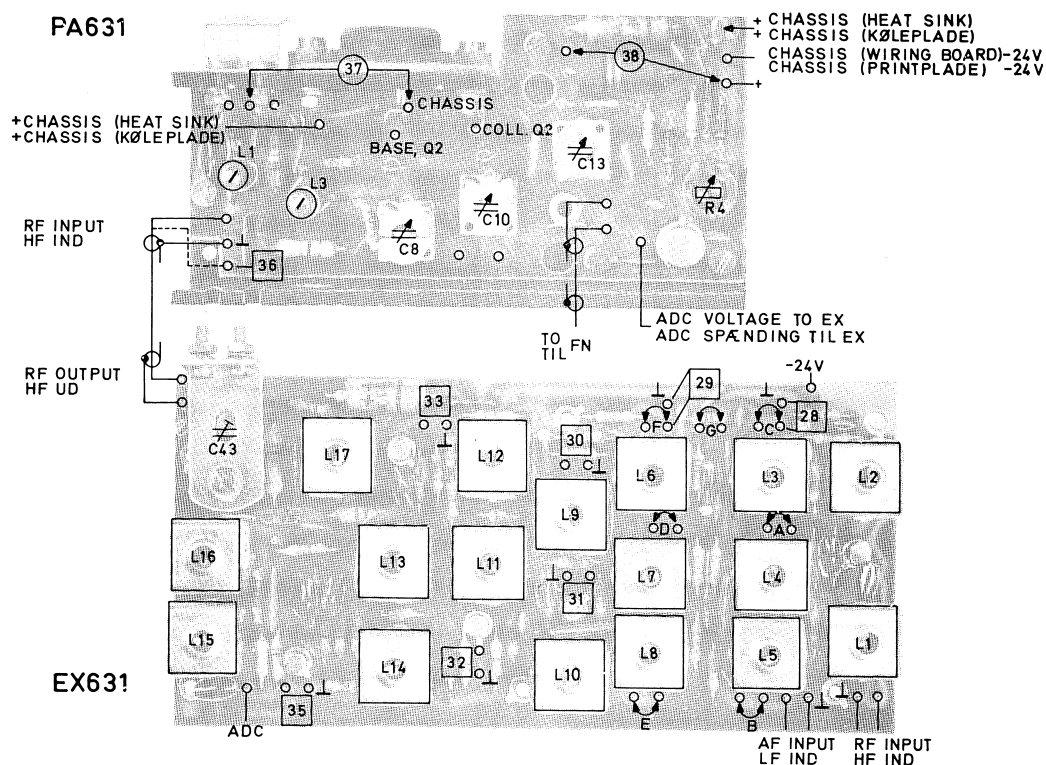 PA631
+ CHASSIS (HEAT SINK)
+ CHASSIS (KØLEPLADE)
CHASSIS (WIRING BOARD) -24V
CHASSIS (PRINTPLADE) -24V
+
37
38
CHASSIS
+CHASSIS (HEAT SINK)
+CHASSIS (KØLEPLADE)
BASE, Q2
COLL. Q2
C13
L1
L3
C8
C10
R4
RF INPUT
HF IND
36
ADC VOLTAGE TO EX
ADC SPÆNDING TIL EX
TO
TIL FN
RF OUTPUT
HF UD
-24V
29
28
33
F
G
C
30
C43
L17
L12
L6
L3
L2
L9
D
A
L16
L13
L11
L7
L4
31
L15
L14
32
L10
L8
L5
L1
EX631
35
ADC
E
B
AF INPUT
LF IND
RF INPUT
HF IND